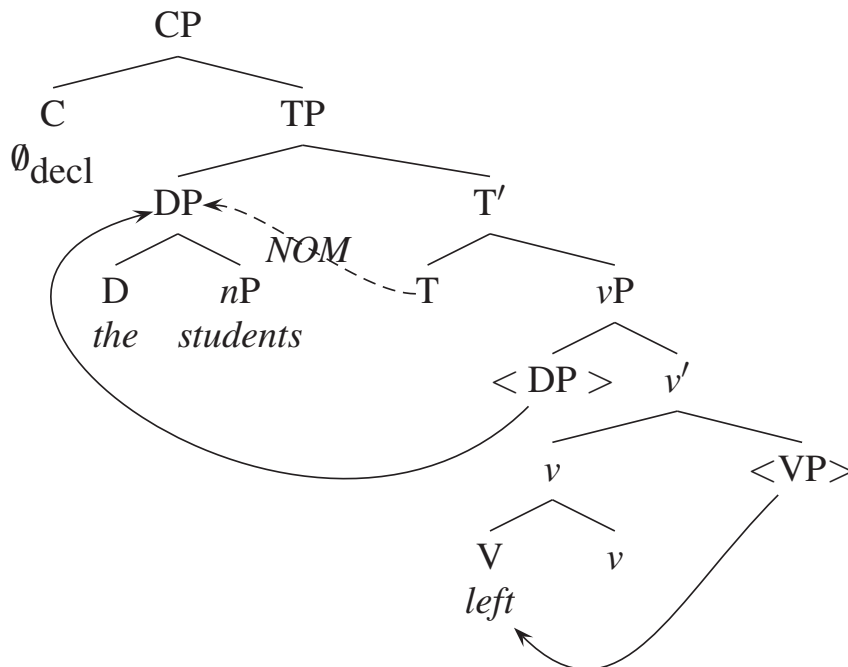 CP
C TP
∅decl
DP T′
NOM
D nP T vP
the students
< DP > v′
v <VP>
V v
left